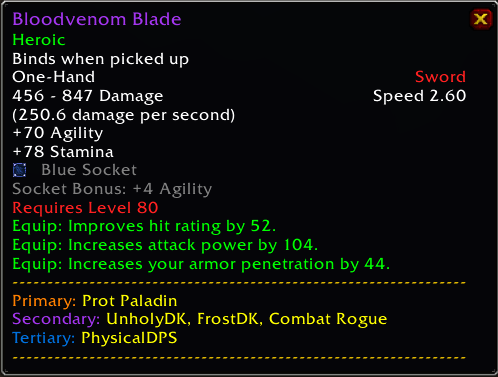 Bloodvenom Blade
Heroic
Binds when picked up
One-Hand Sword
456 - 847 Damage Speed 2.60
(250.6 damage per second)
+70 Agility
+78 Stamina
Blue Socket
Socket Bonus: +4 Agility
Requires Level 80
Equip: Improves hit rating by 52.
Equip: Increases attack power by 104.
Equip: Increases your armor penetration by 44.
Primary: Prot Paladin
Secondary: UnholyDK, FrostDK, Combat Rogue
Tertiary: PhysicalDPS